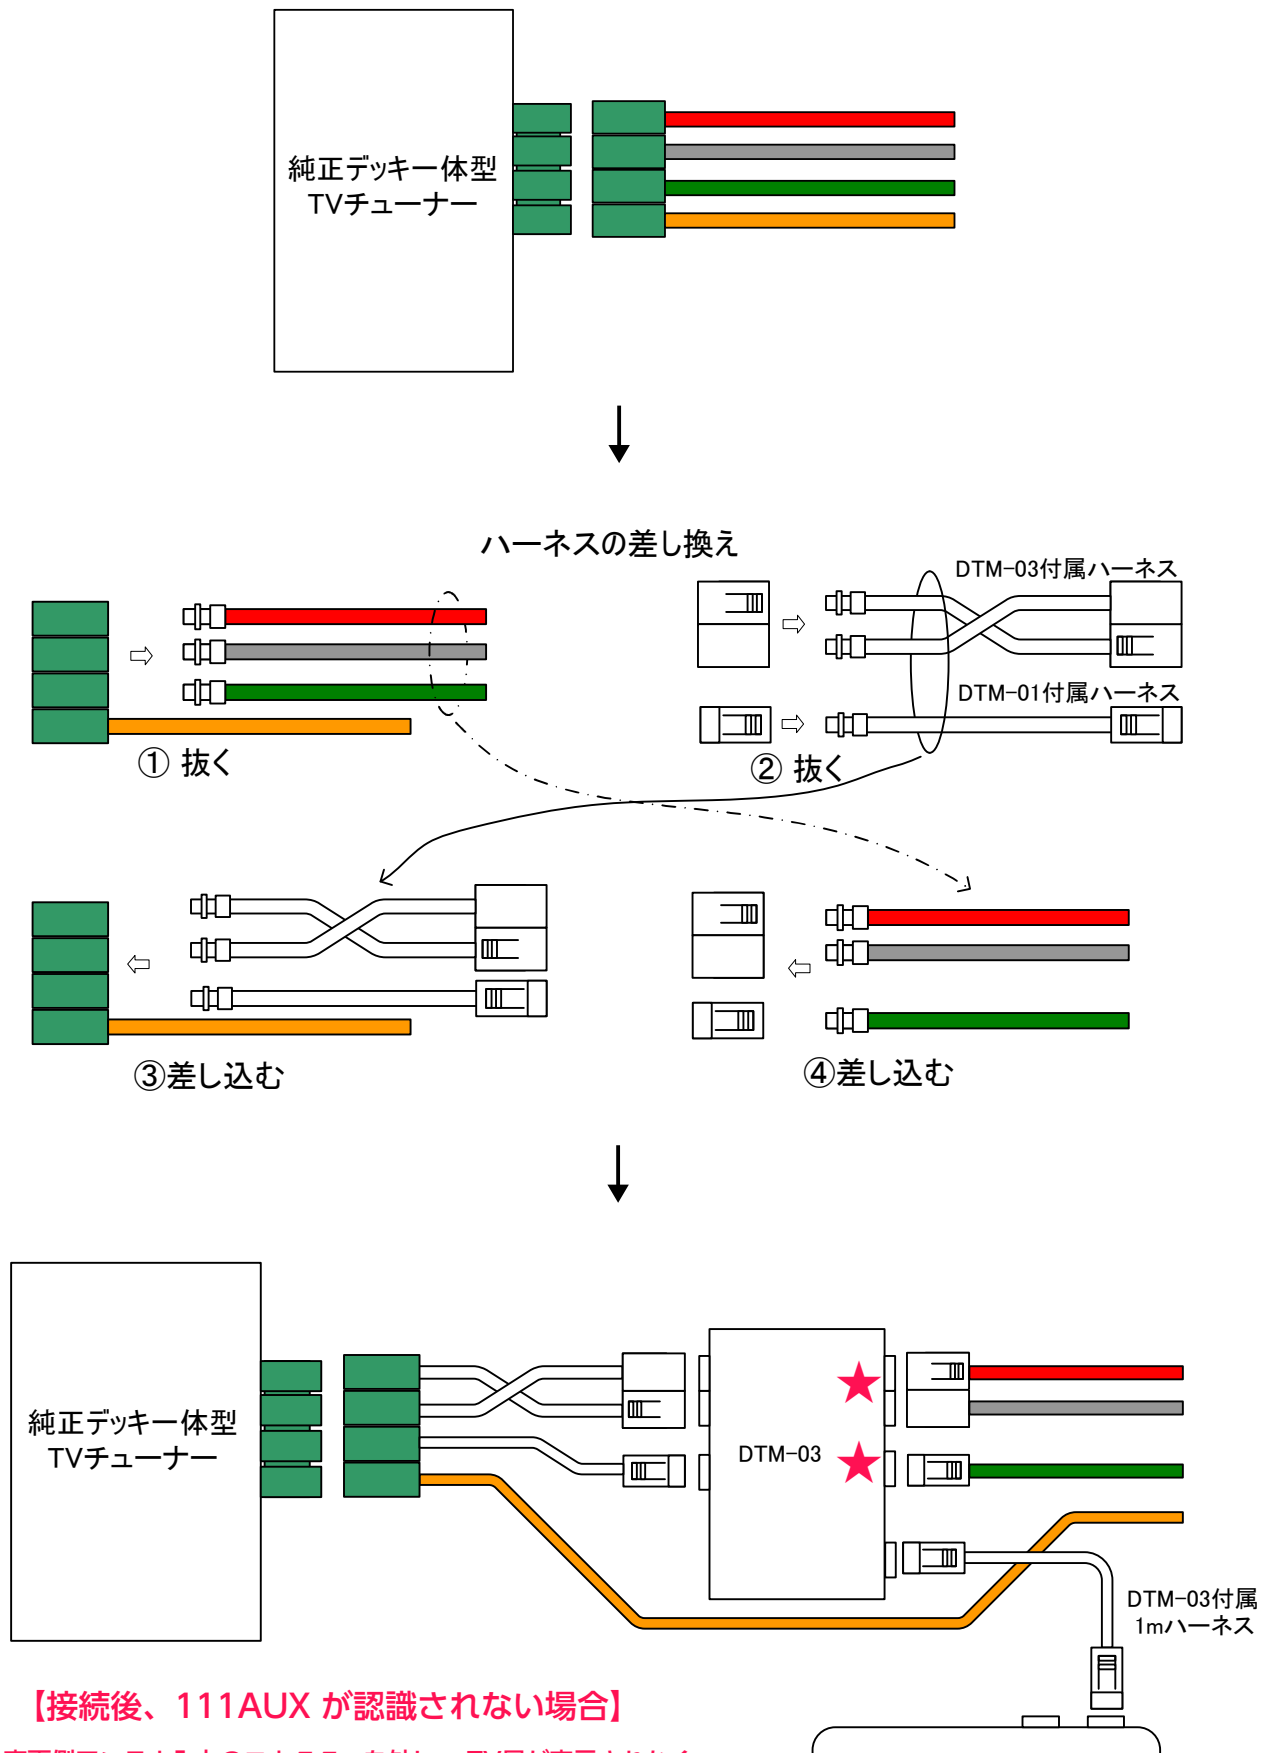 純正デッキ一体型
TVチューナー
ハーネスの差し換え
DTM-03付属ハーネス
DTM-01付属ハーネス
① 抜く
② 抜く
③差し込む
④差し込む
純正デッキ一体型
TVチューナー
DTM-03
DTM-03付属
1mハーネス
【接続後、111AUX が認識されない場合】